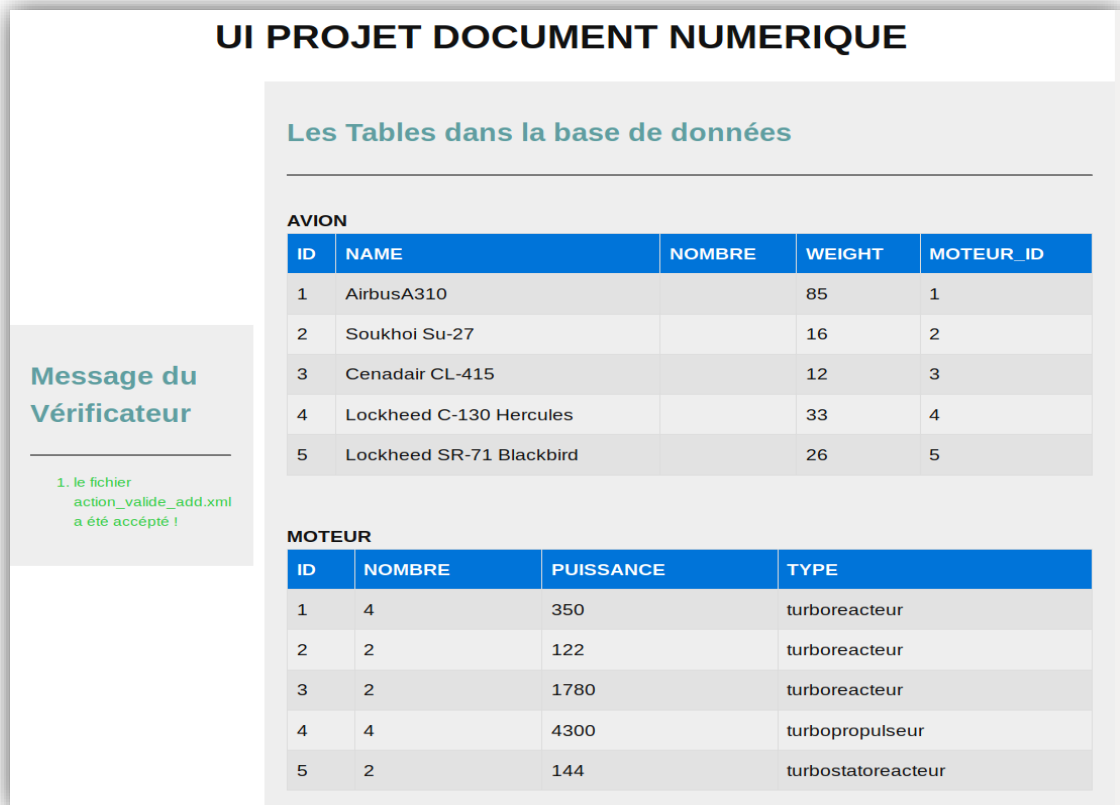 UI PROJET DOCUMENT NUMERIQUE
Message du
Vérificateur
1. le fichier
action_valide_add.xml
a été accépté !
Les Tables dans la base de données
AVION
ID NAME NOMBRE WEIGHT MOTEUR_ID
1 AirbusA310 85 1
2 Soukhoi Su-27 16 2
3 Cenadair CL-415 12 3
4 Lockheed C-130 Hercules 33 4
5 Lockheed SR-71 Blackbird 26 5
MOTEUR
ID NOMBRE PUISSANCE TYPE
1 4 350 turboreacteur
2 2 122 turboreacteur
3 2 1780 turboreacteur
4 4 4300 turbopropulseur
5 2 144 turbostatoreacteur